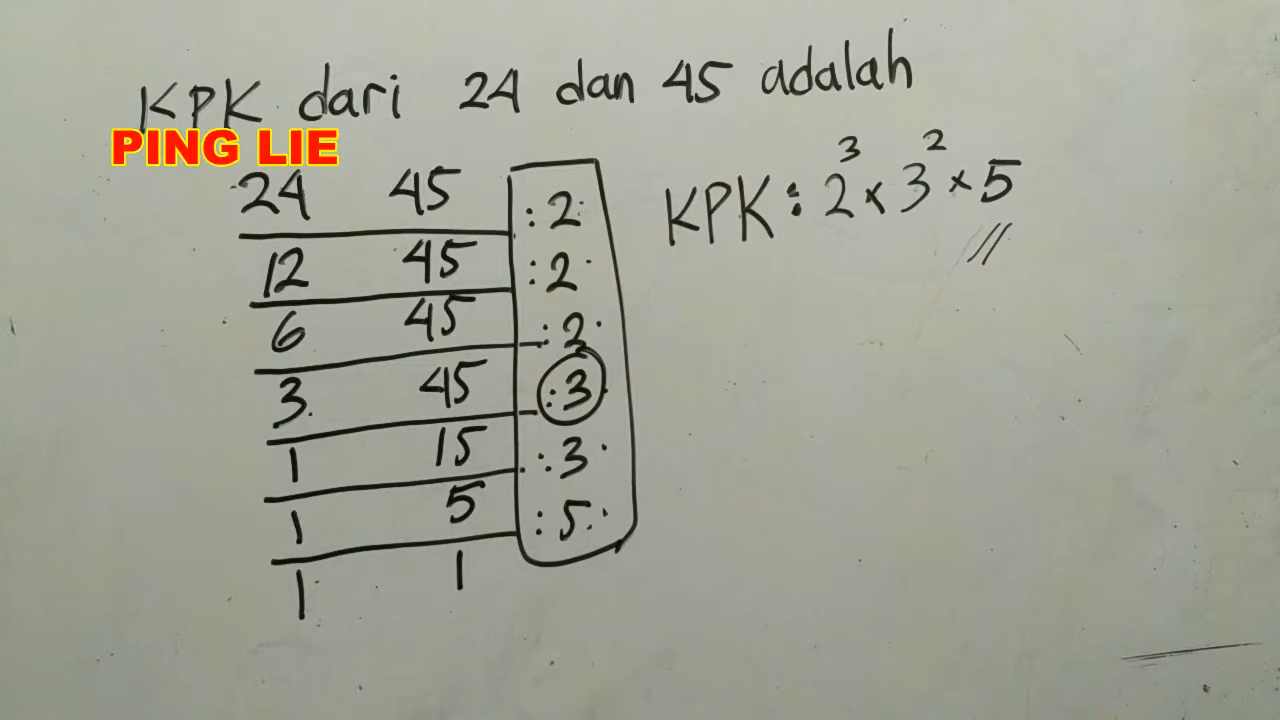 KPK dari 24 dan 45 adalah
PING LIE
24 45 : 2
12 45 : 2
6 45 : 2
3 45 : 3
1 15 : 3
1 5 : 5
1 1
KPK : 2³ × 3² × 5